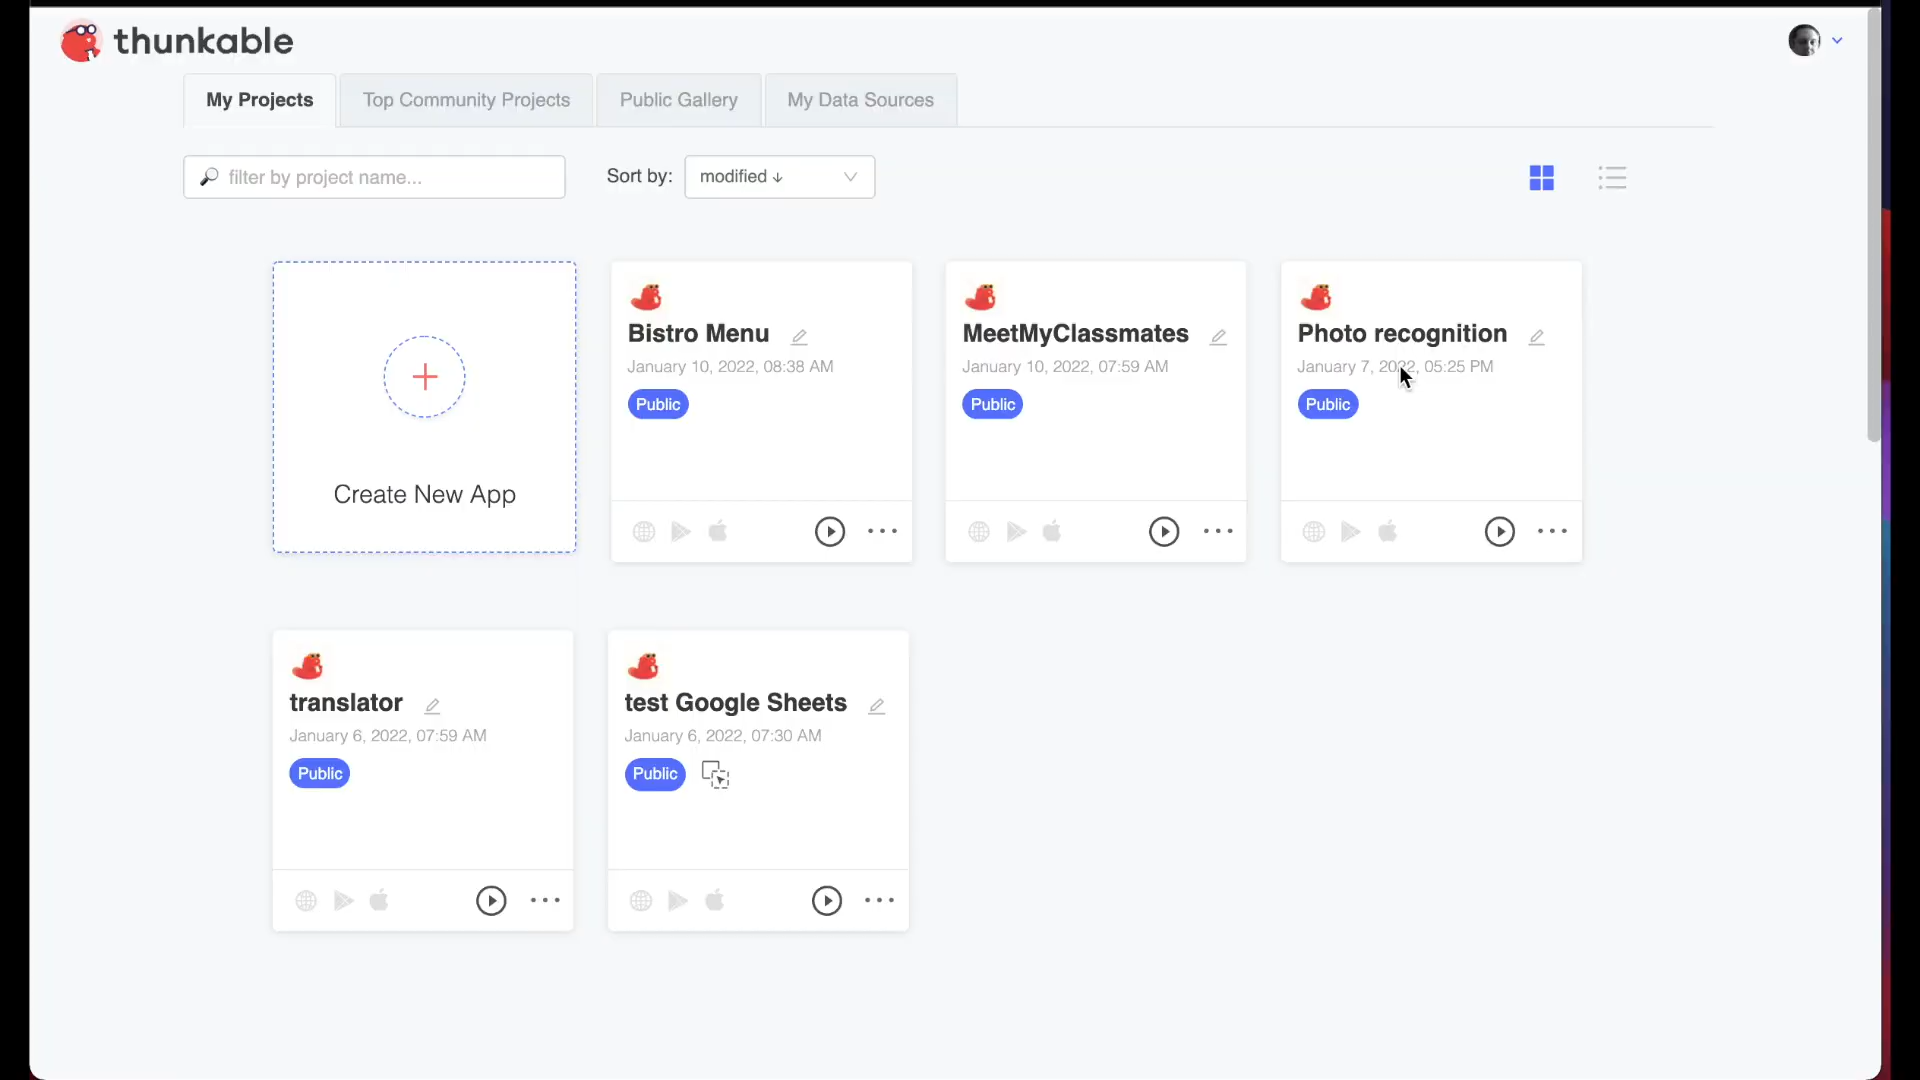 thunkable
My Projects
Top Community Projects
Public Gallery
My Data Sources
filter by project name...
Sort by:
modified ↓
Create New App
Bistro Menu
January 10, 2022, 08:38 AM
Public
MeetMyClassmates
January 10, 2022, 07:59 AM
Public
Photo recognition
January 7, 2022, 05:25 PM
Public
translator
January 6, 2022, 07:59 AM
Public
test Google Sheets
January 6, 2022, 07:30 AM
Public